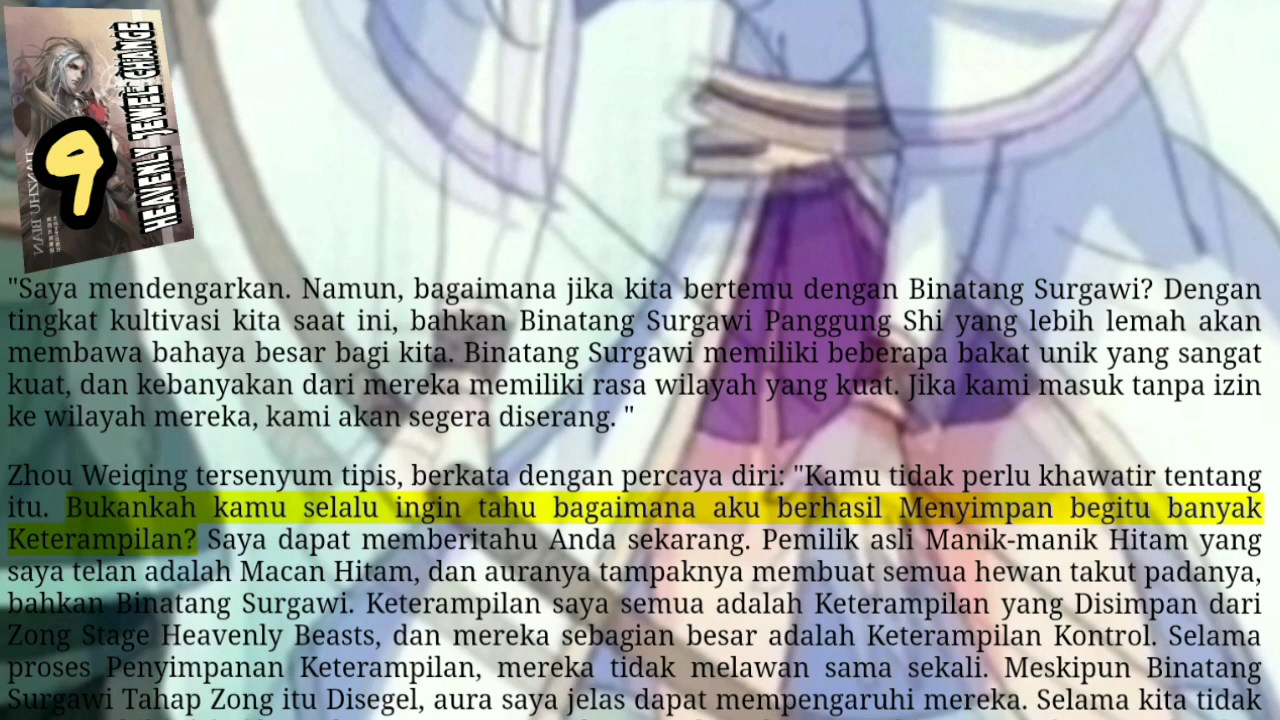 HEAVENLY JEWEL CHANGE
9
"Saya mendengarkan. Namun, bagaimana jika kita bertemu dengan Binatang Surgawi? Dengan
tingkat kultivasi kita saat ini, bahkan Binatang Surgawi Panggung Shi yang lebih lemah akan
membawa bahaya besar bagi kita. Binatang Surgawi memiliki beberapa bakat unik yang sangat
kuat, dan kebanyakan dari mereka memiliki rasa wilayah yang kuat. Jika kami masuk tanpa izin
ke wilayah mereka, kami akan segera diserang. "
Zhou Weiqing tersenyum tipis, berkata dengan percaya diri: "Kamu tidak perlu khawatir tentang
itu. Bukankah kamu selalu ingin tahu bagaimana aku berhasil Menyimpan begitu banyak
Keterampilan? Saya dapat memberitahu Anda sekarang. Pemilik asli Manik-manik Hitam yang
saya telan adalah Macan Hitam, dan auranya tampaknya membuat semua hewan takut padanya,
bahkan Binatang Surgawi. Keterampilan saya semua adalah Keterampilan yang Disimpan dari
Zong Stage Heavenly Beasts, dan mereka sebagian besar adalah Keterampilan Kontrol. Selama
proses Penyimpanan Keterampilan, mereka tidak melawan sama sekali. Meskipun Binatang
Surgawi Tahap Zong itu Disegel, aura saya jelas dapat mempengaruhi mereka. Selama kita tidak